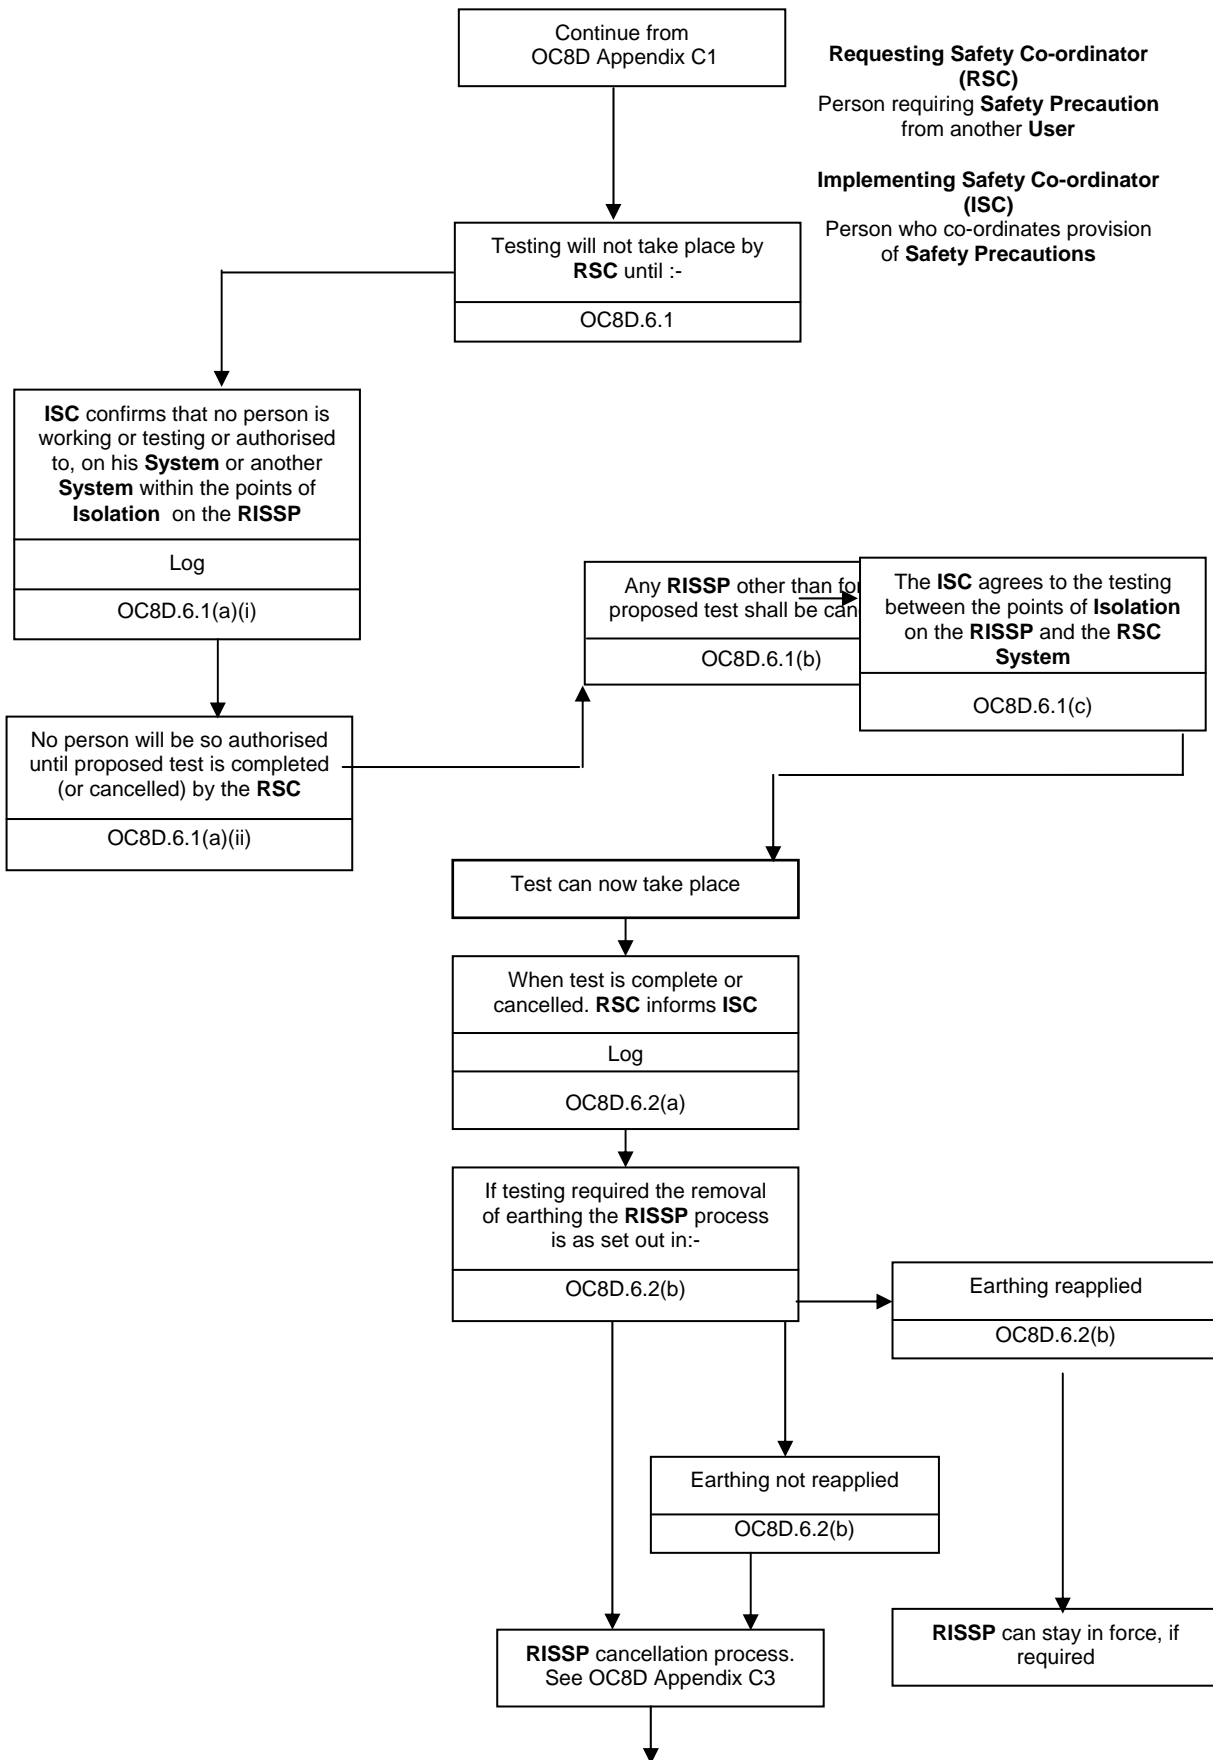 Continue from
OC8D Appendix C1
Requesting Safety Co-ordinator
(RSC)
Person requiring Safety Precaution
from another User
Implementing Safety Co-ordinator
(ISC)
Person who co-ordinates provision
of Safety Precautions
Testing will not take place by
RSC until :-
OC8D.6.1
ISC confirms that no person is
working or testing or authorised
to, on his System or another
System within the points of
Isolation on the RISSP
Log
OC8D.6.1(a)(i)
No person will be so authorised
until proposed test is completed
(or cancelled) by the RSC
OC8D.6.1(a)(ii)
Any RISSP other than for
proposed test shall be
OC8D.6.1(b)
The ISC agrees to the testing
between the points of Isolation
on the RISSP and the RSC
System
OC8D.6.1(c)
Test can now take place
When test is complete or
cancelled. RSC informs ISC
Log
OC8D.6.2(a)
If testing required the removal
of earthing the RISSP process
is as set out in:-
OC8D.6.2(b)
Earthing reapplied
OC8D.6.2(b)
Earthing not reapplied
OC8D.6.2(b)
RISSP cancellation process.
See OC8D Appendix C3
RISSP can stay in force, if
required